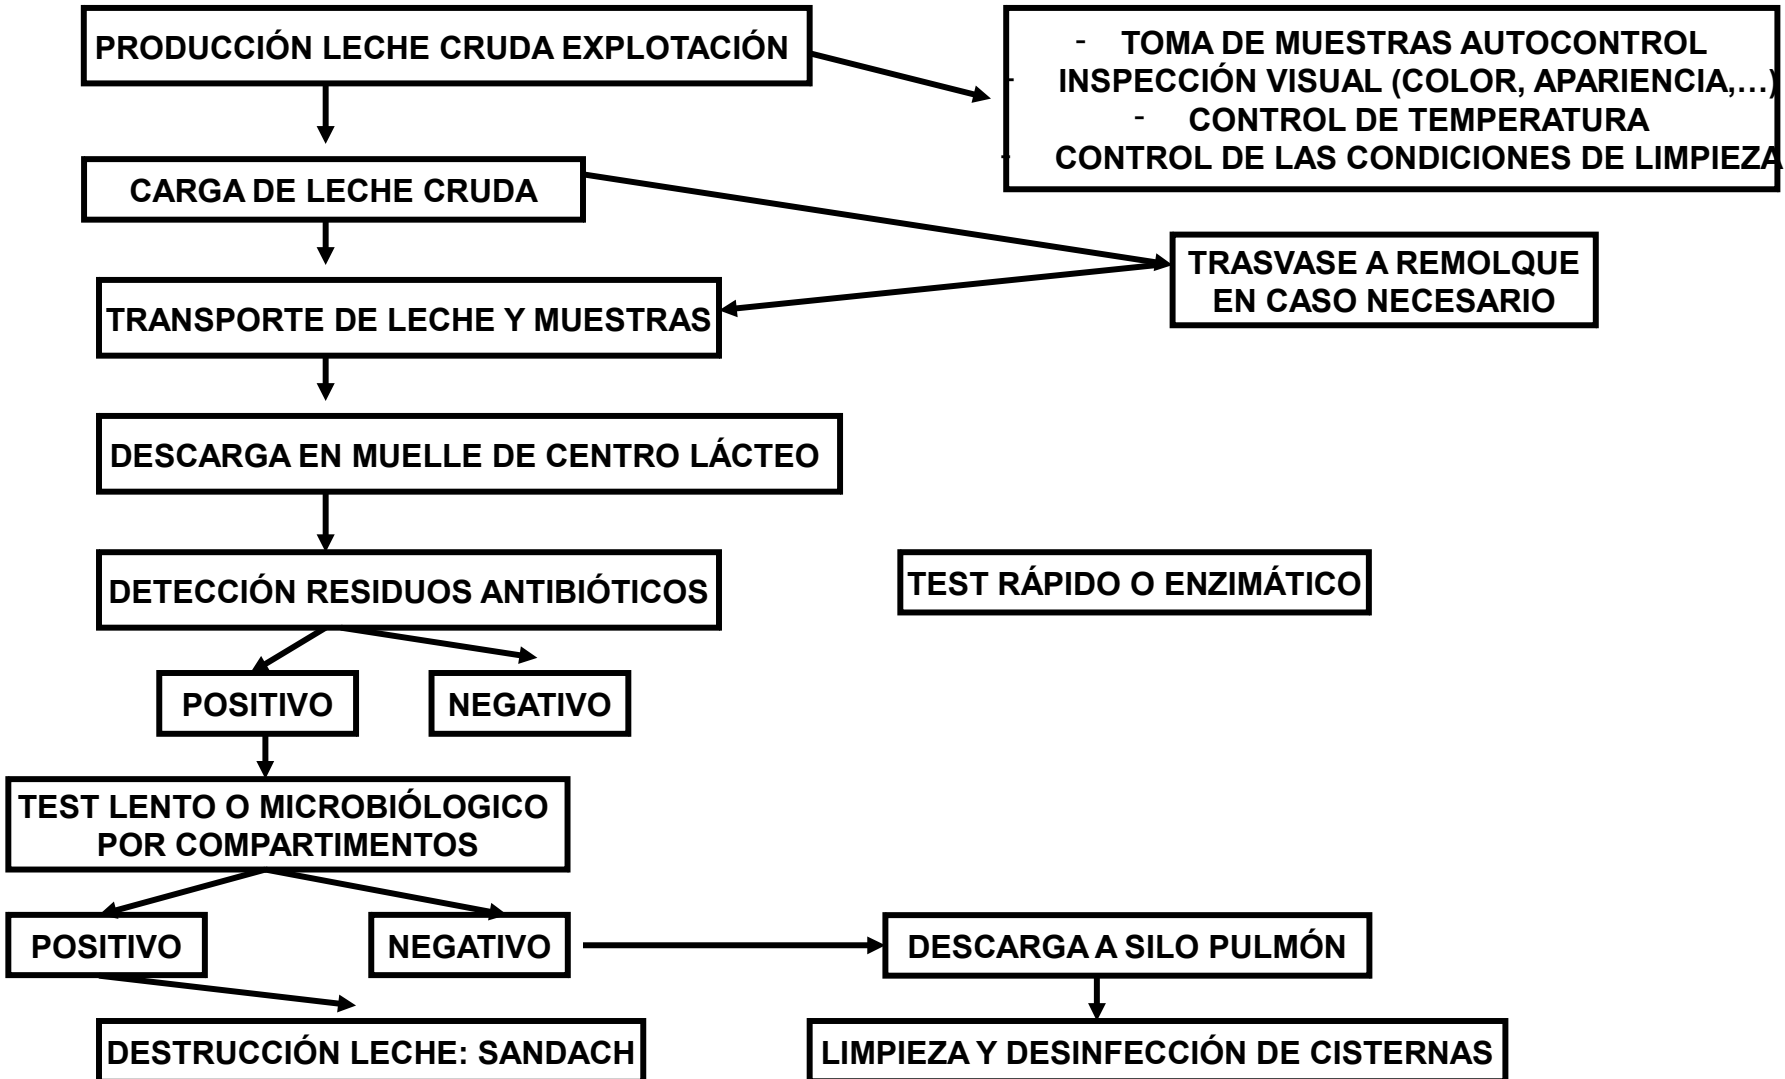 PRODUCCIÓN LECHE CRUDA EXPLOTACIÓN
- TOMA DE MUESTRAS AUTOCONTROL
- INSPECCIÓN VISUAL (COLOR, APARIENCIA,…)
- CONTROL DE TEMPERATURA
- CONTROL DE LAS CONDICIONES DE LIMPIEZA
CARGA DE LECHE CRUDA
TRASVASE A REMOLQUE
EN CASO NECESARIO
TRANSPORTE DE LECHE Y MUESTRAS
DESCARGA EN MUELLE DE CENTRO LÁCTEO
DETECCIÓN RESIDUOS ANTIBIÓTICOS
TEST RÁPIDO O ENZIMÁTICO
POSITIVO
NEGATIVO
TEST LENTO O MICROBIÓLOGICO
POR COMPARTIMENTOS
POSITIVO
NEGATIVO
DESCARGA A SILO PULMÓN
DESTRUCCIÓN LECHE: SANDACH
LIMPIEZA Y DESINFECCIÓN DE CISTERNAS